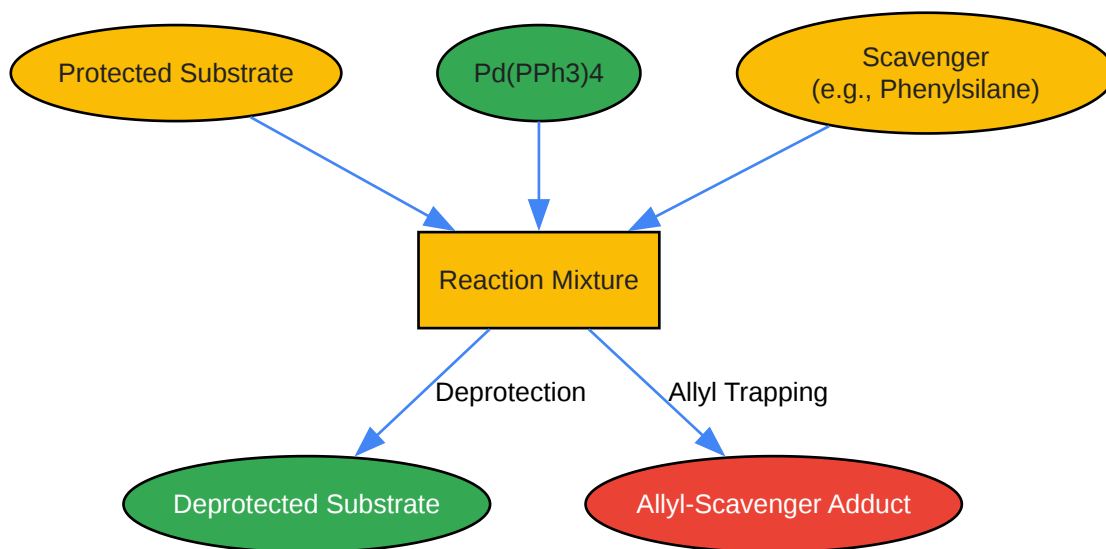 Protected Substrate
Pd(PPh3)4
Scavenger
(e.g., Phenylsilane)
Reaction Mixture
Deprotection
Allyl Trapping
Deprotected Substrate
Allyl-Scavenger Adduct